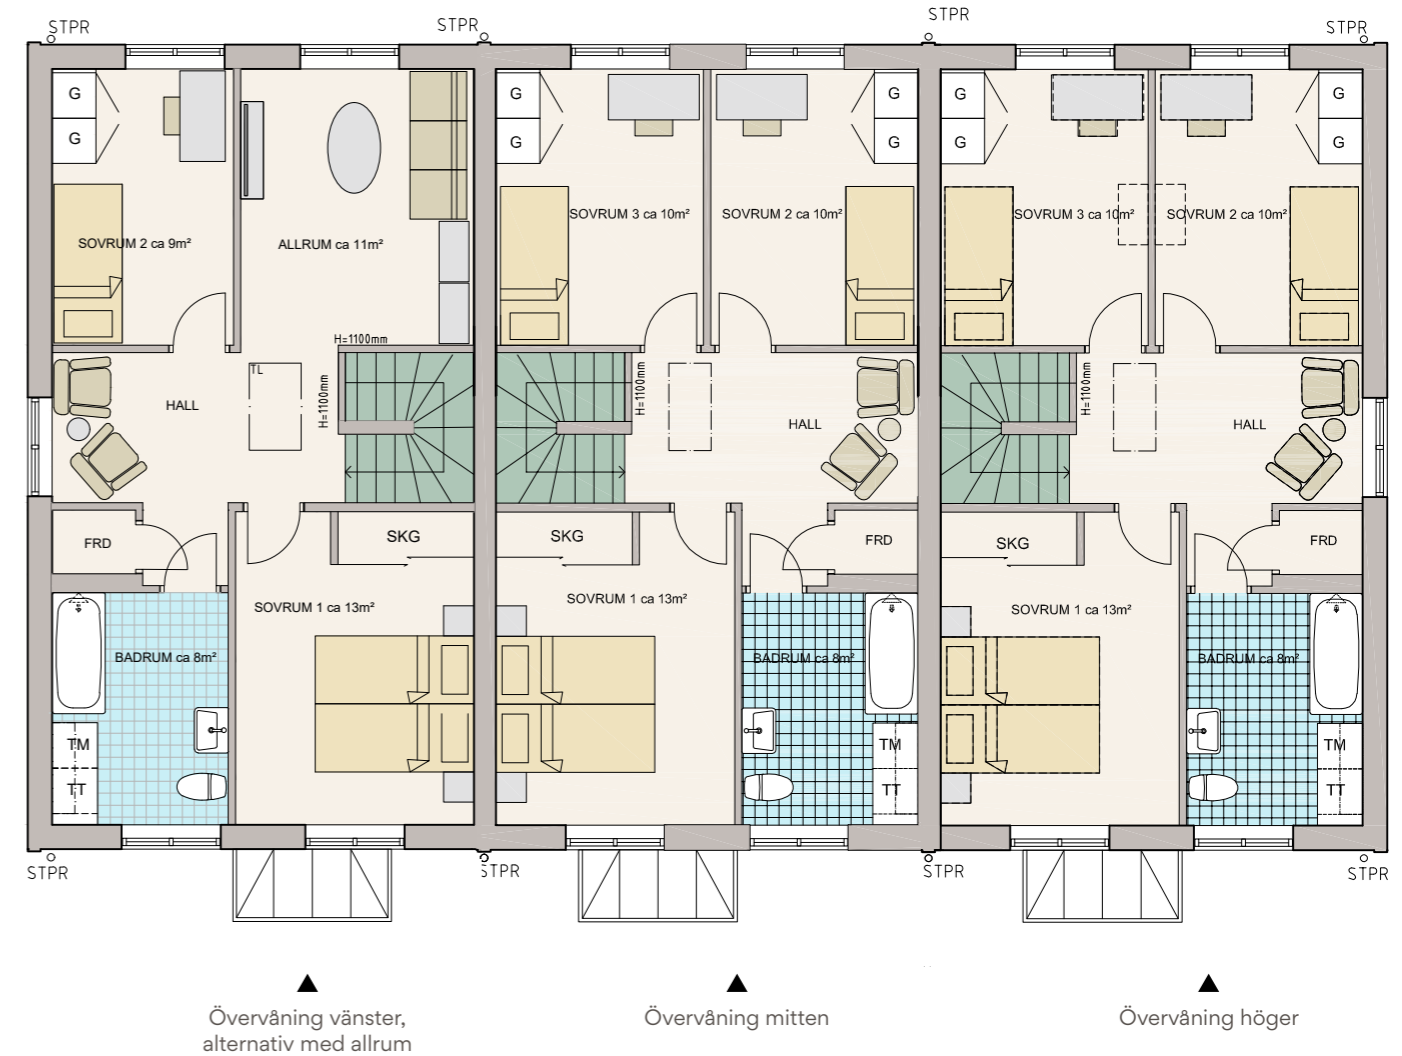 STPR
STPR
STPR
STPR
G
G
SOVRUM 2 ca 9m²
ALLRUM ca 11m²
H=1100mm
H=1100mm
TL
HALL
FRD
SKG
SOVRUM 1 ca 13m²
BADRUM ca 8m²
TM
TT
G
G
SOVRUM 3 ca 10m²
SOVRUM 2 ca 10m²
G
G
H=1100mm
HALL
SKG
FRD
SOVRUM 1 ca 13m²
BADRUM ca 8m²
TM
TT
G
G
SOVRUM 3 ca 10m²
SOVRUM 2 ca 10m²
G
G
H=1100mm
HALL
SKG
FRD
SOVRUM 1 ca 13m²
BADRUM ca 8m²
TM
TT
STPR
STPR
STPR
STPR
Övervåning vänster,
alternativ med allrum
Övervåning mitten
Övervåning höger